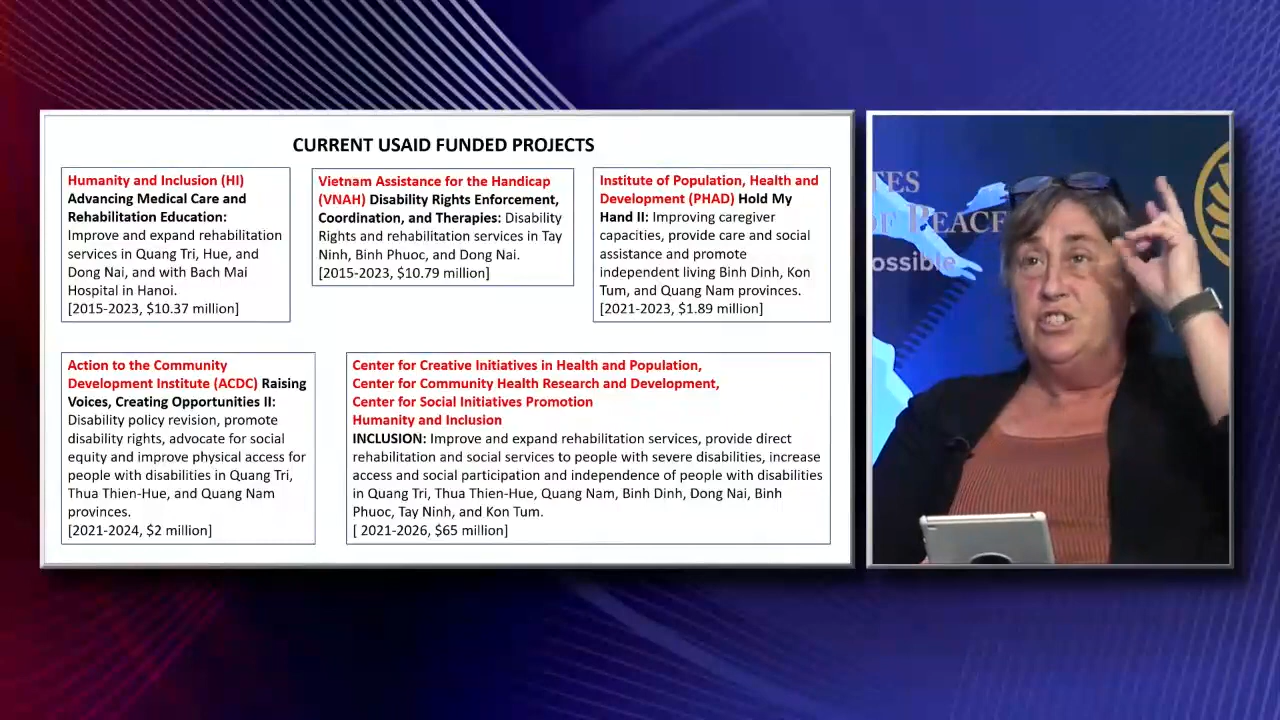 CURRENT USAID FUNDED PROJECTS
Humanity and Inclusion (HI)
Advancing Medical Care and
Rehabilitation Education:
Improve and expand rehabilitation
services in Quang Tri, Hue, and
Dong Nai, and with Bach Mai
Hospital in Hanoi.
[2015-2023, $10.37 million]
Vietnam Assistance for the Handicap
(VNAH) Disability Rights Enforcement,
Coordination, and Therapies: Disability
Rights and rehabilitation services in Tay
Ninh, Binh Phuoc, and Dong Nai.
[2015-2023, $10.79 million]
Institute of Population, Health and
Development (PHAD) Hold My
Hand II: Improving caregiver
capacities, provide care and social
assistance and promote
independent living Binh Dinh, Kon
Tum, and Quang Nam provinces.
[2021-2023, $1.89 million]
Action to the Community
Development Institute (ACDC) Raising
Voices, Creating Opportunities II:
Disability policy revision, promote
disability rights, advocate for social
equity and improve physical access for
people with disabilities in Quang Tri,
Thua Thien-Hue, and Quang Nam
provinces.
[2021-2024, $2 million]
Center for Creative Initiatives in Health and Population,
Center for Community Health Research and Development,
Center for Social Initiatives Promotion
Humanity and Inclusion
INCLUSION: Improve and expand rehabilitation services, provide direct
rehabilitation and social services to people with severe disabilities, increase
access and social participation and independence of people with disabilities
in Quang Tri, Thua Thien-Hue, Quang Nam, Binh Dinh, Dong Nai, Binh
Phuoc, Tay Ninh, and Kon Tum.
[ 2021-2026, $65 million]
TES
OF PEACE
ossible